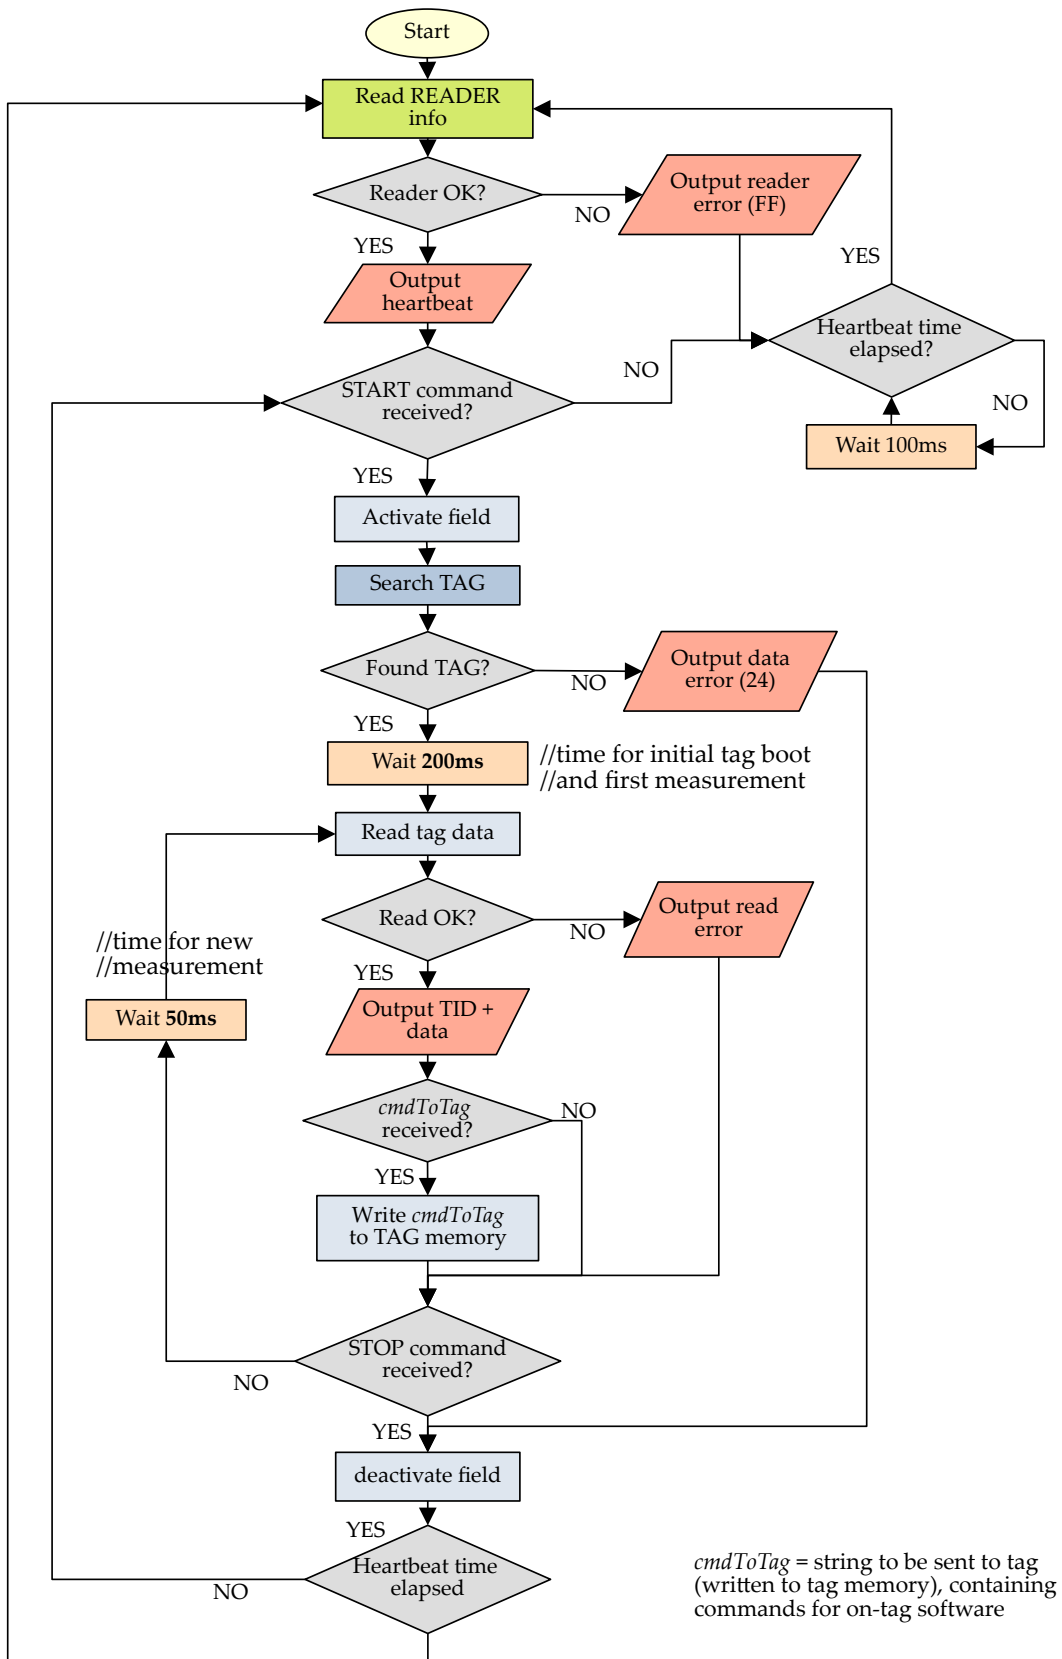 Start
Read READER
info
Reader OK?
NO
Output reader
error (FF)
YES
Output
heartbeat
YES
Heartbeat time
elapsed?
NO
Wait 100ms
START command
received?
NO
YES
Activate field
Search TAG
Found TAG?
NO
Output data
error (24)
YES
Wait 200ms
//time for initial tag boot
//and first measurement
Read tag data
Read OK?
NO
Output read
error
//time for new
//measurement
Wait 50ms
YES
Output TID +
data
cmdToTag
received?
NO
YES
Write cmdToTag
to TAG memory
STOP command
received?
NO
YES
deactivate field
YES
Heartbeat time
elapsed
NO
cmdToTag = string to be sent to tag
(written to tag memory), containing
commands for on-tag software